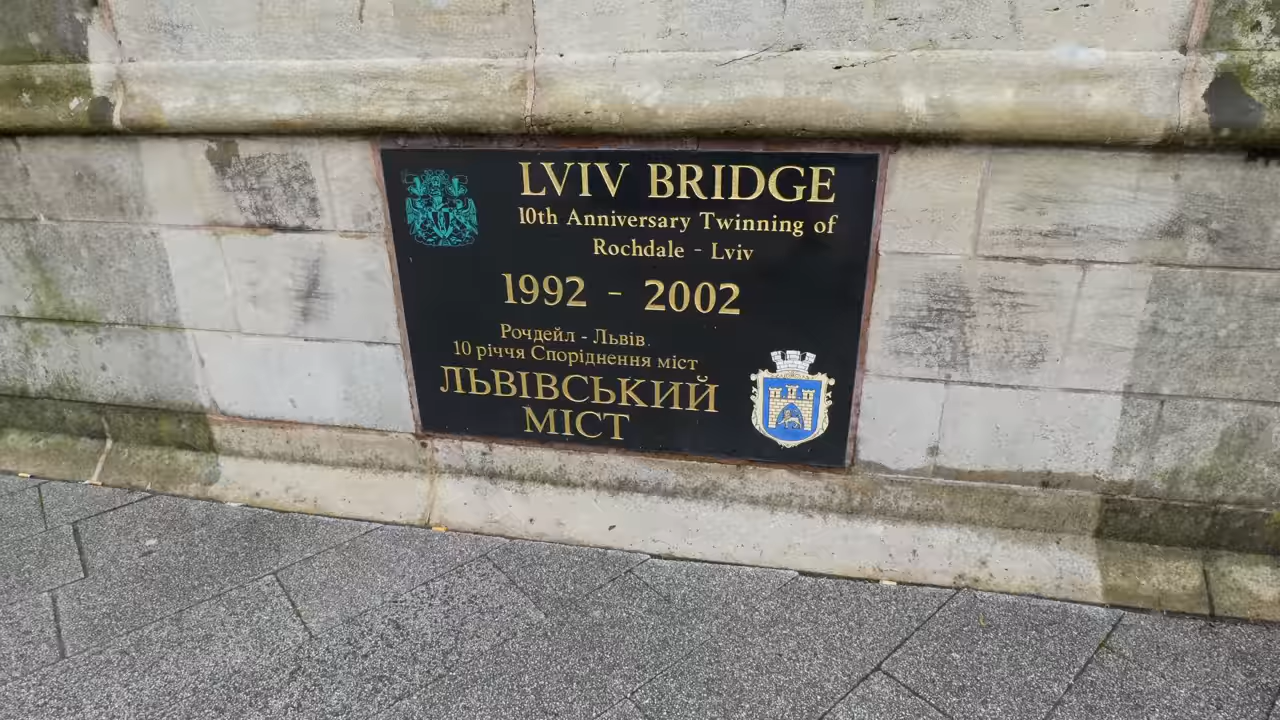 LVIV BRIDGE
10th Anniversary Twinning of
Rochdale - Lviv
1992 - 2002
Рочдейл - Львів.
10 річчя Споріднення міст
ЛЬВІВСЬКИЙ
МІСТ